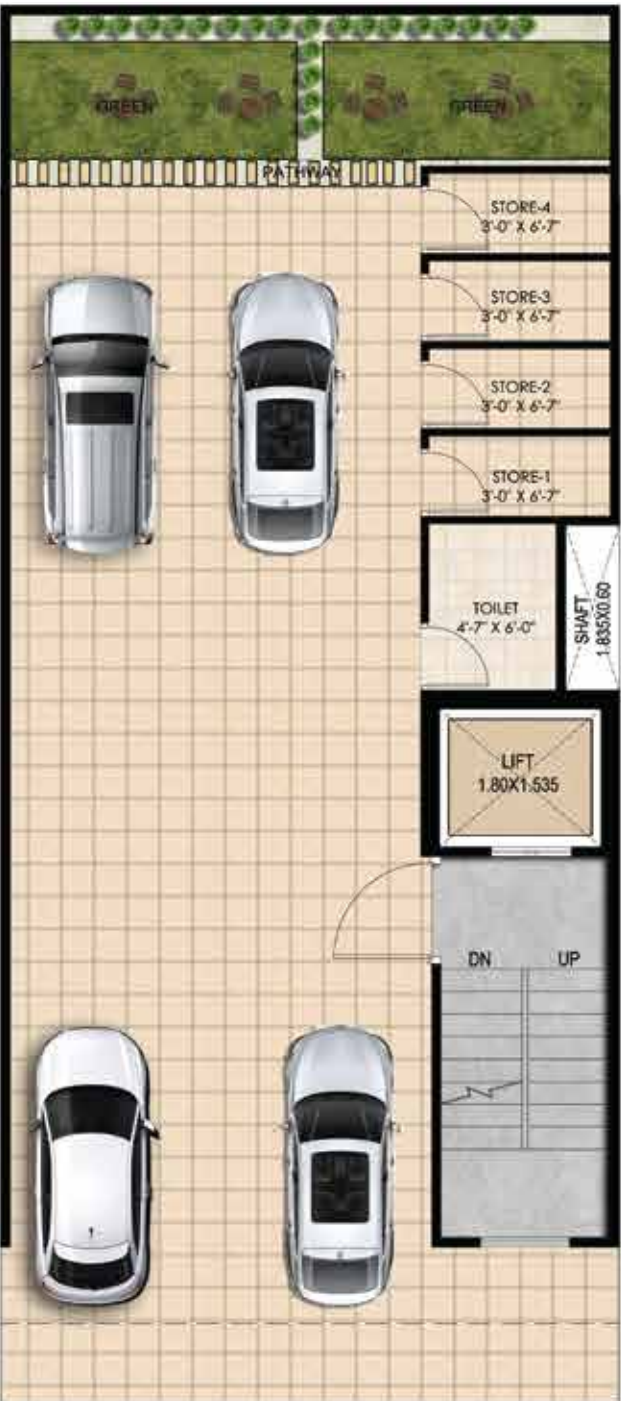 GREEN
GREEN
PATHWAY
STORE-4
3'-0" X 6'-7"
STORE-3
3'-0" X 6'-7"
STORE-2
3'-0" X 6'-7"
STORE-1
3'-0" X 6'-7"
TOILET
4'-7" X 6'-0"
SHAFT
1.835X0.60
LIFT
1.80X1.535
DN
UP